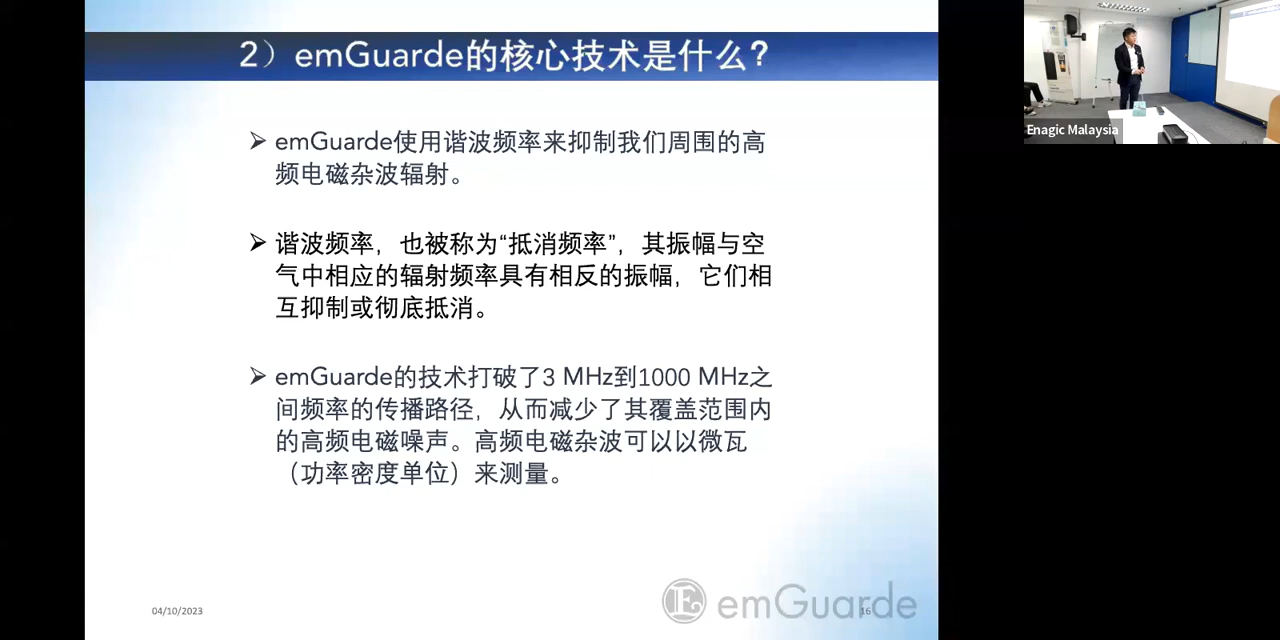 2）emGuarde的核心技术是什么？
Enagic Malaysia
emGuarde使用谐波频率来抑制我们周围的高
频电磁杂波辐射。
谐波频率，也被称为“抵消频率”，其振幅与空
气中相应的辐射频率具有相反的振幅，它们相
互抑制或彻底抵消。
emGuarde的技术打破了3 MHz到1000 MHz之
间频率的传播路径，从而减少了其覆盖范围内
的高频电磁噪声。高频电磁杂波可以以微瓦
（功率密度单位）来测量。
04/10/2023
E emGuarde
16